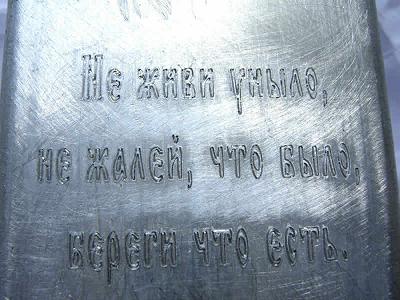 Не живи уныло,
не жалей, что было,
береги что есть.